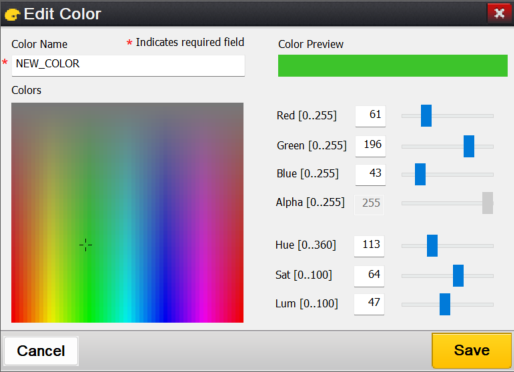 Edit Color
Color Name
* Indicates required field
* NEW_COLOR
Colors
Color Preview
Red [0..255] 61
Green [0..255] 196
Blue [0..255] 43
Alpha [0..255] 255
Hue [0..360] 113
Sat [0..100] 64
Lum [0..100] 47
Cancel
Save